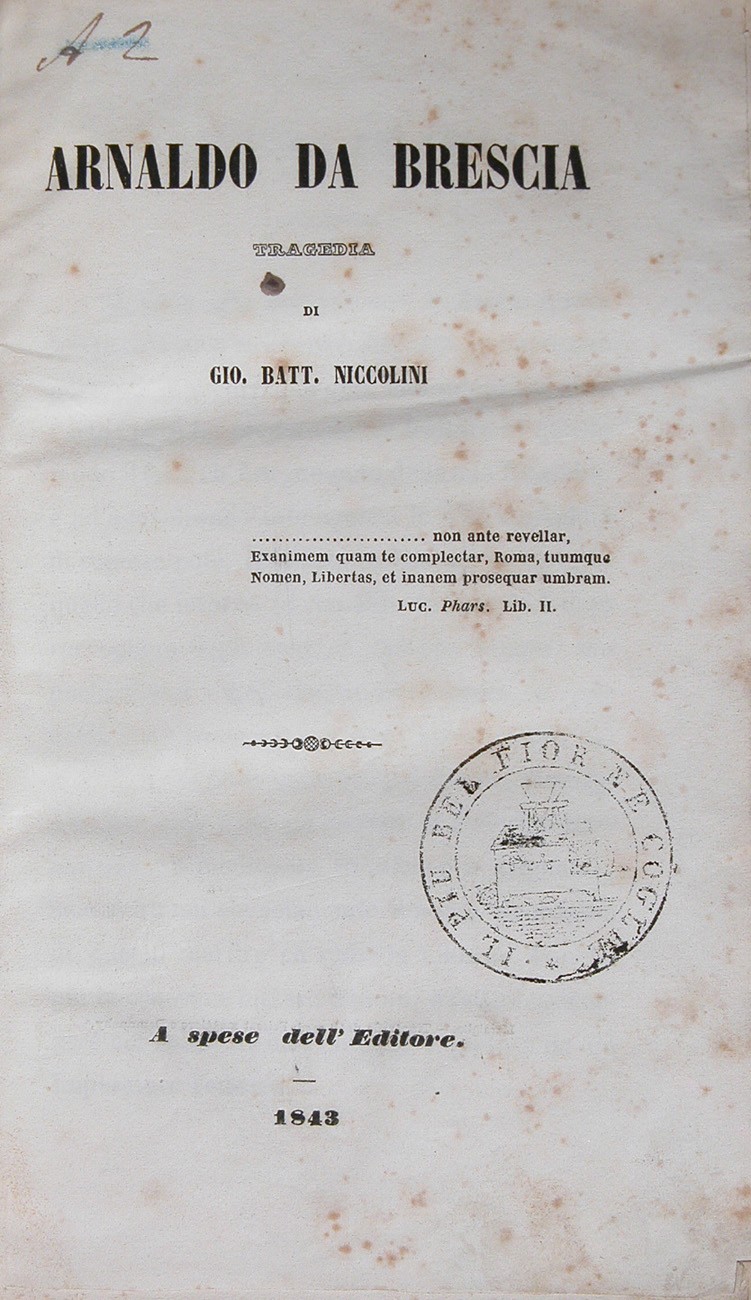 A 2
ARNALDO DA BRESCIA
TRAGEDIA
DI
GIO. BATT. NICCOLINI
.......................... non ante revellar,
Exanimem quam te complectar, Roma, tuumque
Nomen, Libertas, et inanem prosequar umbram.
LUC. Phars. Lib. II.
IL PIU BEL FIOR NE COGLIE
A spese dell' Editore.
1843